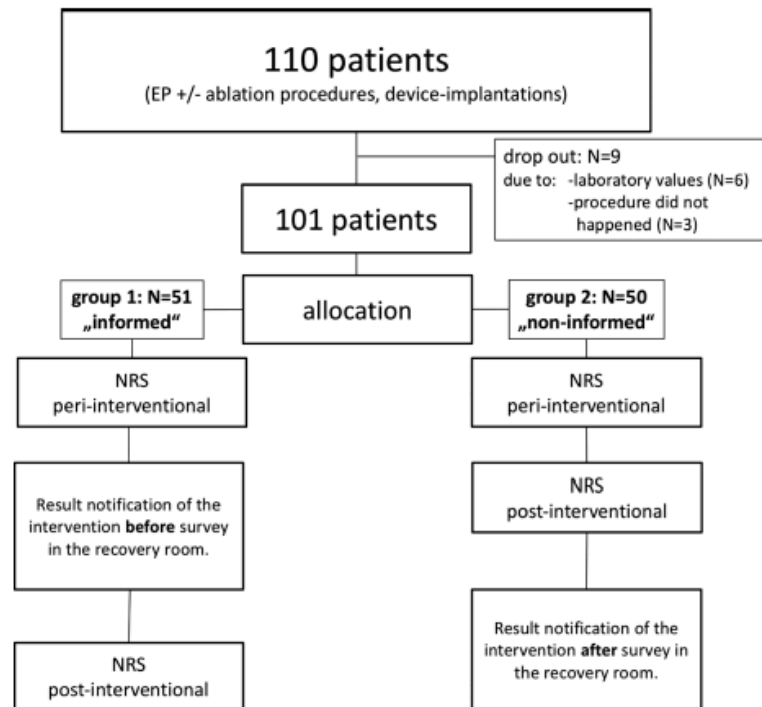 110 patients
(EP +/- ablation procedures, device-implantations)
drop out: N=9
due to: -laboratory values (N=6)
-procedure did not
happened (N=3)
101 patients
group 1: N=51
„informed“
allocation
group 2: N=50
„non-informed“
NRS
peri-interventional
NRS
peri-interventional
Result notification of the
intervention before survey
in the recovery room.
NRS
post-interventional
NRS
post-interventional
Result notification of the
intervention after survey in
the recovery room.